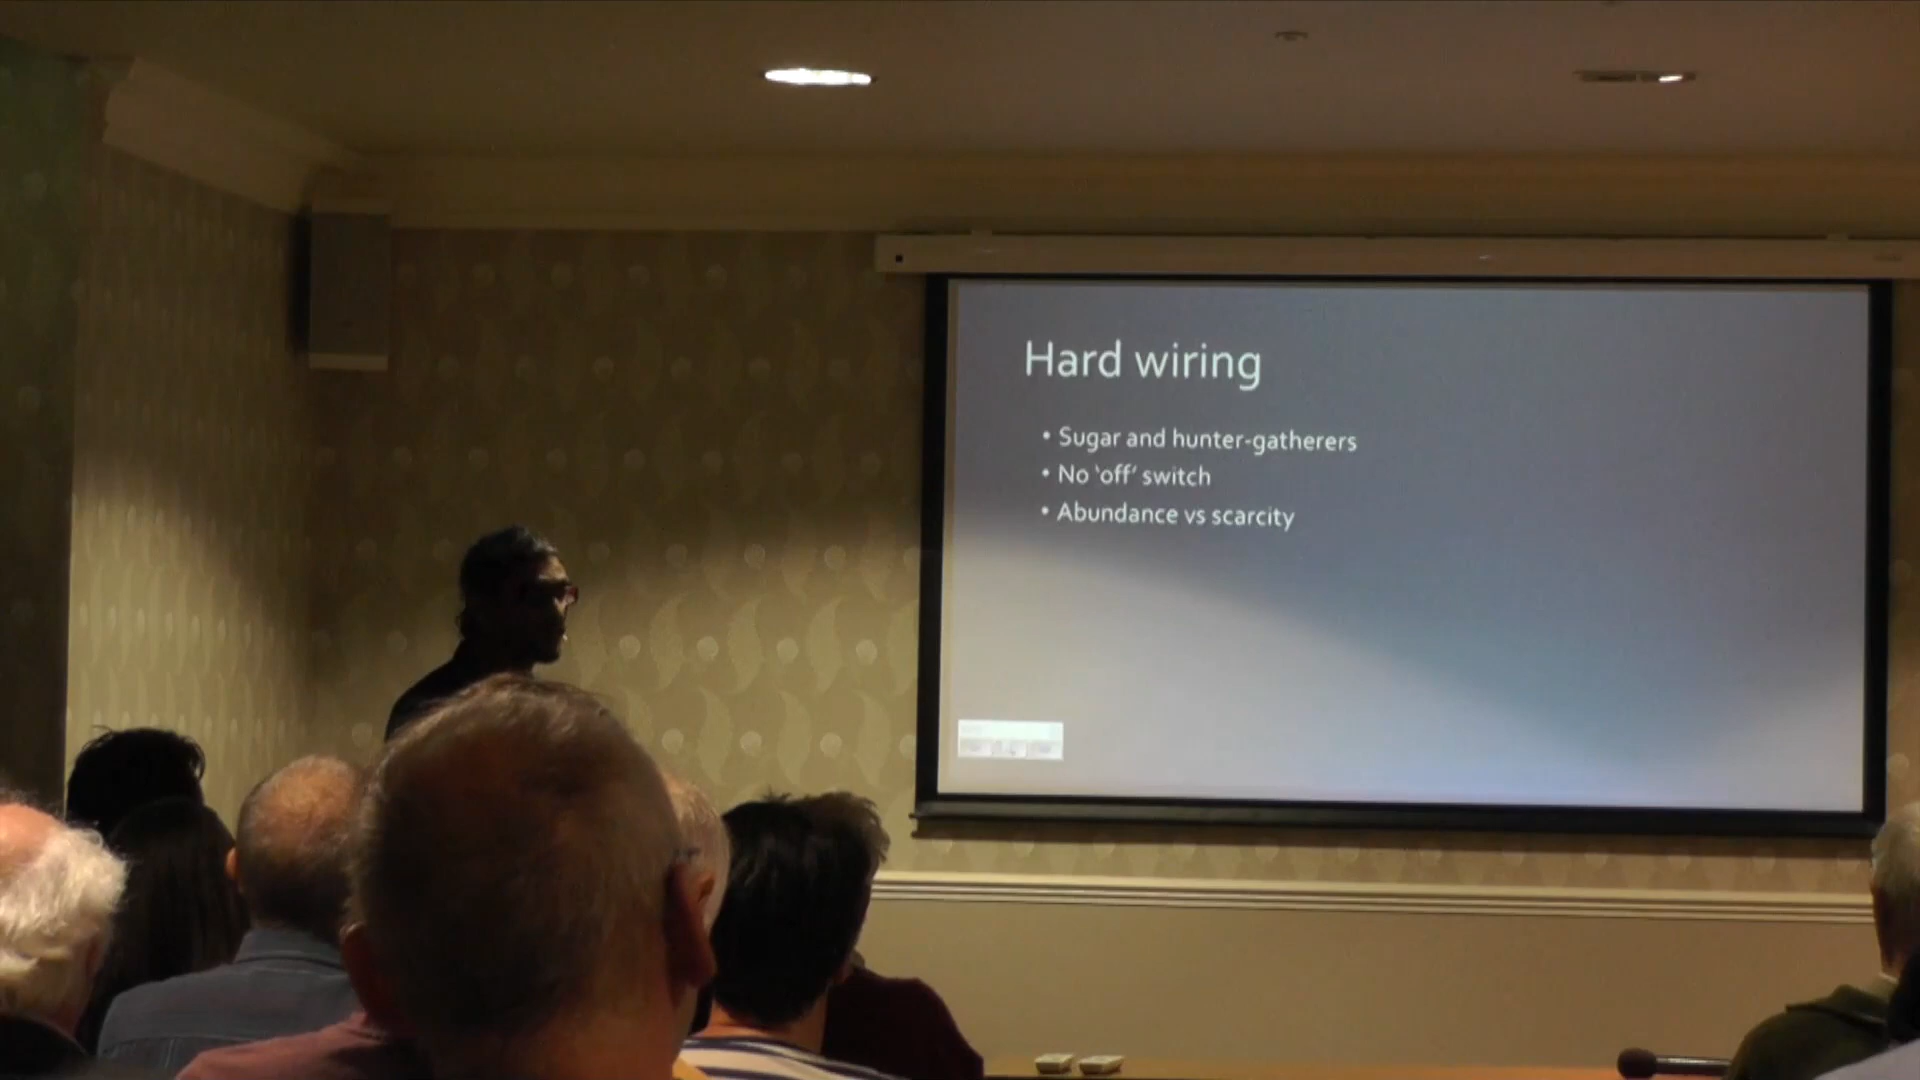 Hard wiring
• Sugar and hunter-gatherers
• No ‘off’ switch
• Abundance vs scarcity